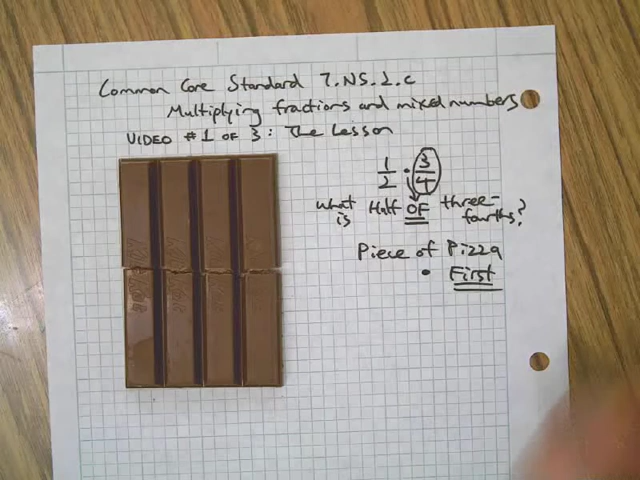 Common Core Standard 7.NS.2.c
Multiplying fractions and mixed numbers
VIDEO #1 OF 3: The Lesson
1/2 · 3/4
what is Half OF three-fourths?
Piece of Pizza
• First